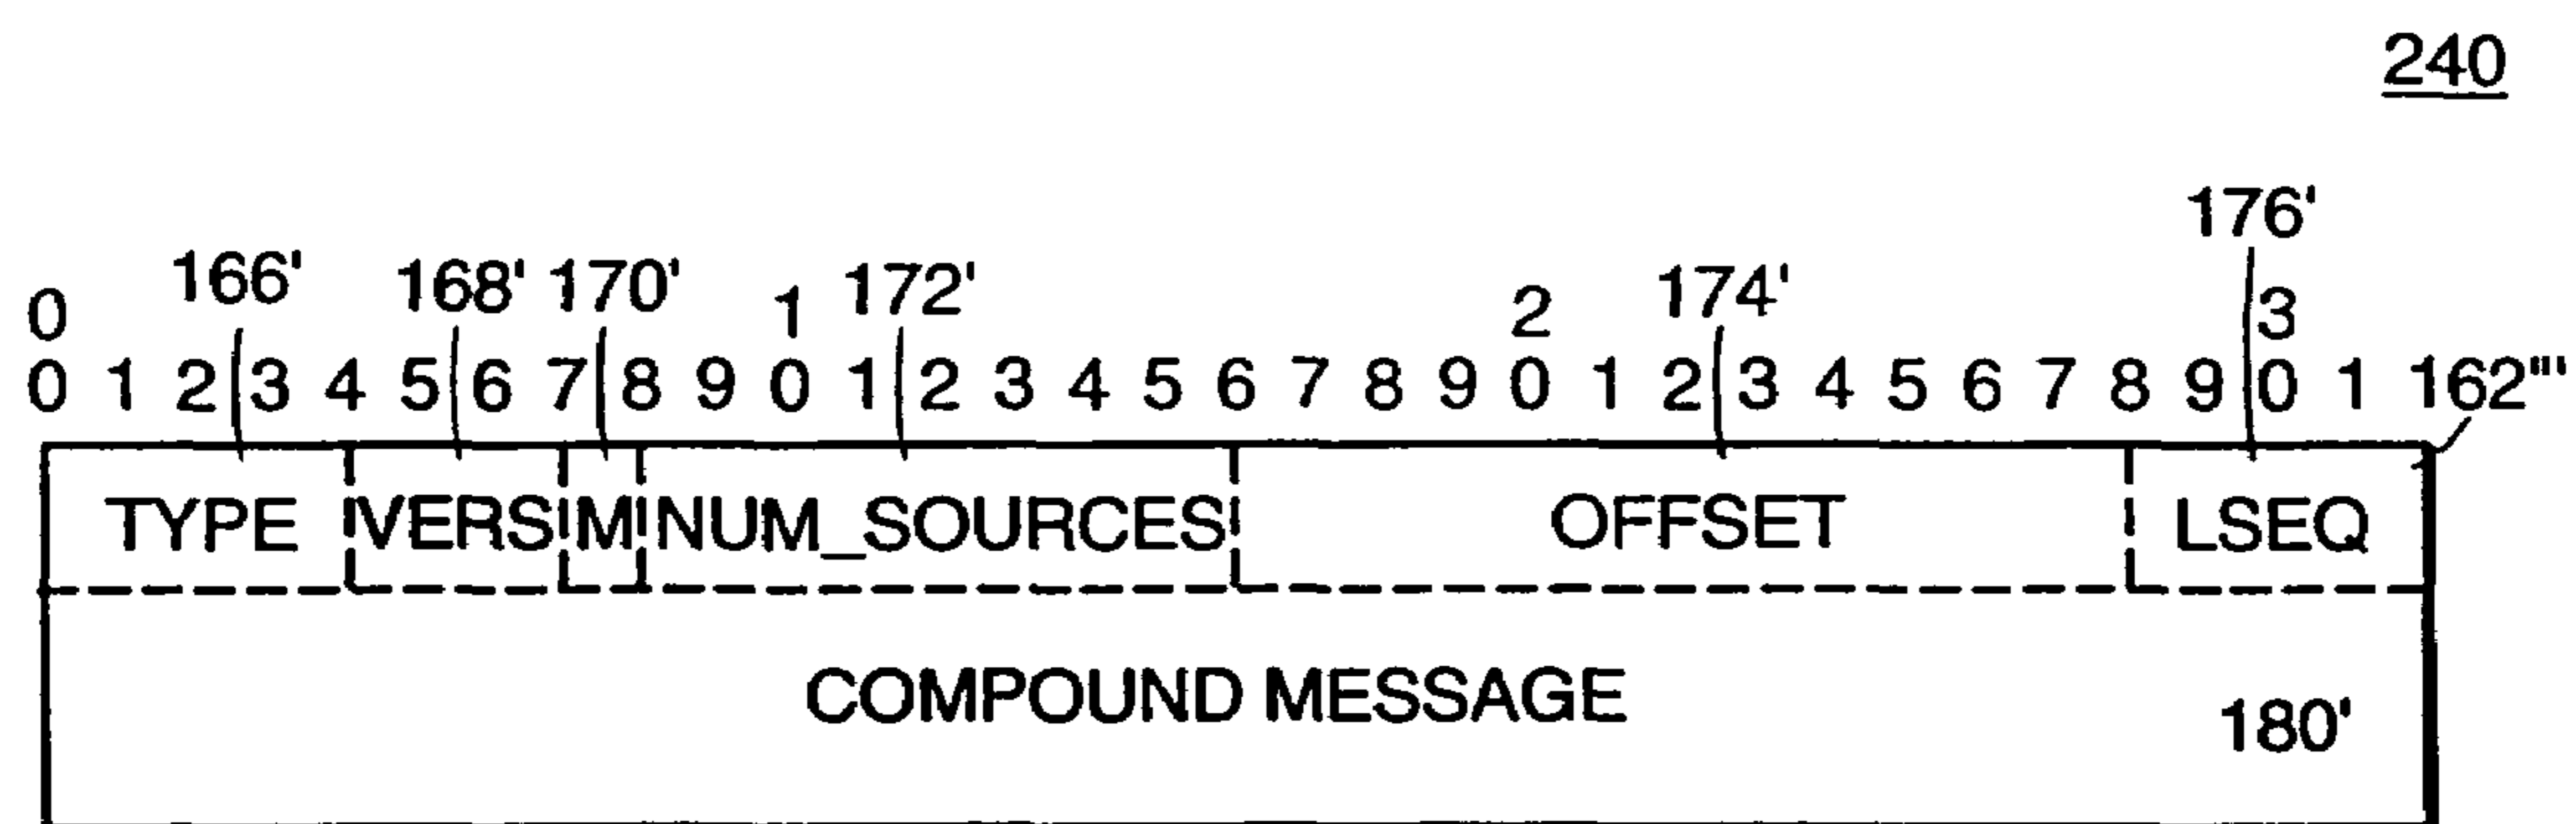 240
176'
166' 168' 170' 172' 174'
0 1 2 3
0 1 2 3 4 5 6 7 8 9 0 1 2 3 4 5 6 7 8 9 0 1 2 3 4 5 6 7 8 9 0 1 162'''
TYPE VERS M NUM_SOURCES OFFSET LSEQ
COMPOUND MESSAGE
180'